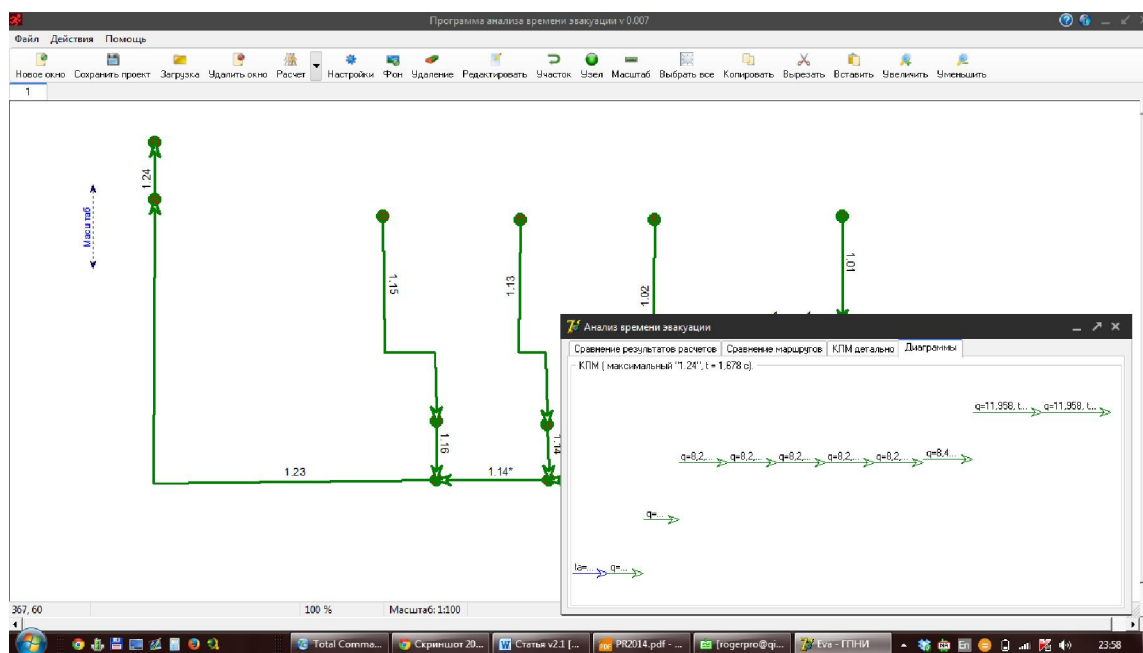 Программа анализа времени эвакуации v 0.007
Файл Действия Помощь
Новое окно Сохранить проект Загрузка Удалить окно Расчет Настройки Фон Удаление Редактировать Участок Узел Масштаб Выбрать все Копировать Вырезать Вставить Увеличить Уменьшить
1
1.24
Масштаб
1.15
1.13
1.02
1.01
1.16
1.14
1.23
1.14*
Анализ времени эвакуации
Сравнение результатов расчетов Сравнение маршрутов КПМ детально Диаграммы
КПМ ( максимальный "1.24", t = 1,678 с).
q=11,958, t... q=11,958, t...
q=8,2,... q=8,2,... q=8,2,... q=8,2,... q=8,2,... q=8,4...
q=...
ta=... q=...
367, 60 100 % Масштаб: 1:100
Total Comma... Скриншот 20... Статья v2.1 [... PR2014.pdf - ... [rogerpro@qi... Eva - ГПНИ 23:58